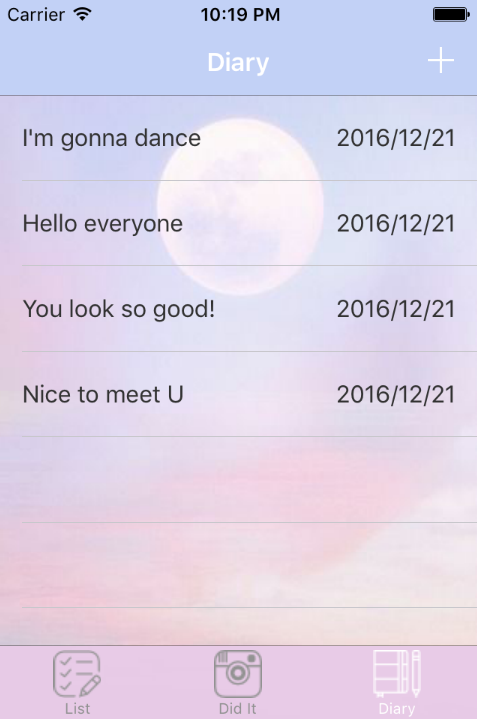 Carrier 10:19 PM
Diary
I'm gonna dance 2016/12/21
Hello everyone 2016/12/21
You look so good! 2016/12/21
Nice to meet U 2016/12/21
List Did It Diary